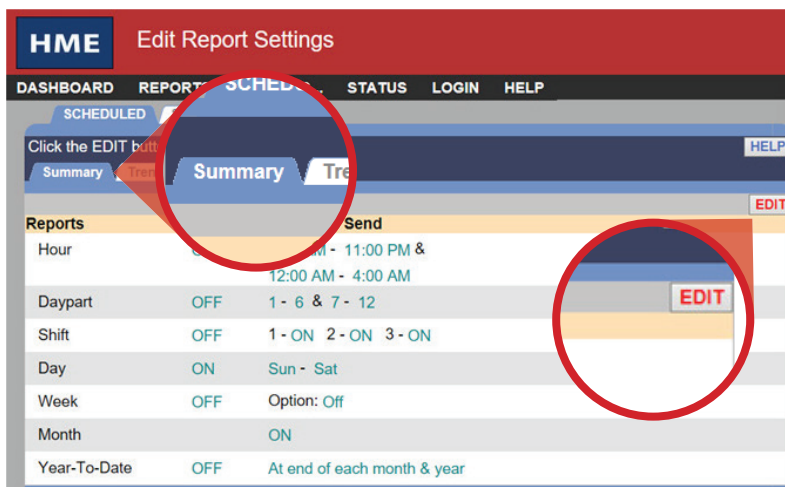 HME Edit Report Settings
DASHBOARD REPORTS SCHEDU... STATUS LOGIN HELP
SCHEDULED
Click the EDIT HELP
Summary Summary
EDIT
Reports Send
Hour - 11:00 PM &
12:00 AM - 4:00 AM
EDIT
Daypart OFF 1 - 6 & 7 - 12
Shift OFF 1 - ON 2 - ON 3 - ON
Day ON Sun - Sat
Week OFF Option: Off
Month ON
Year-To-Date OFF At end of each month & year